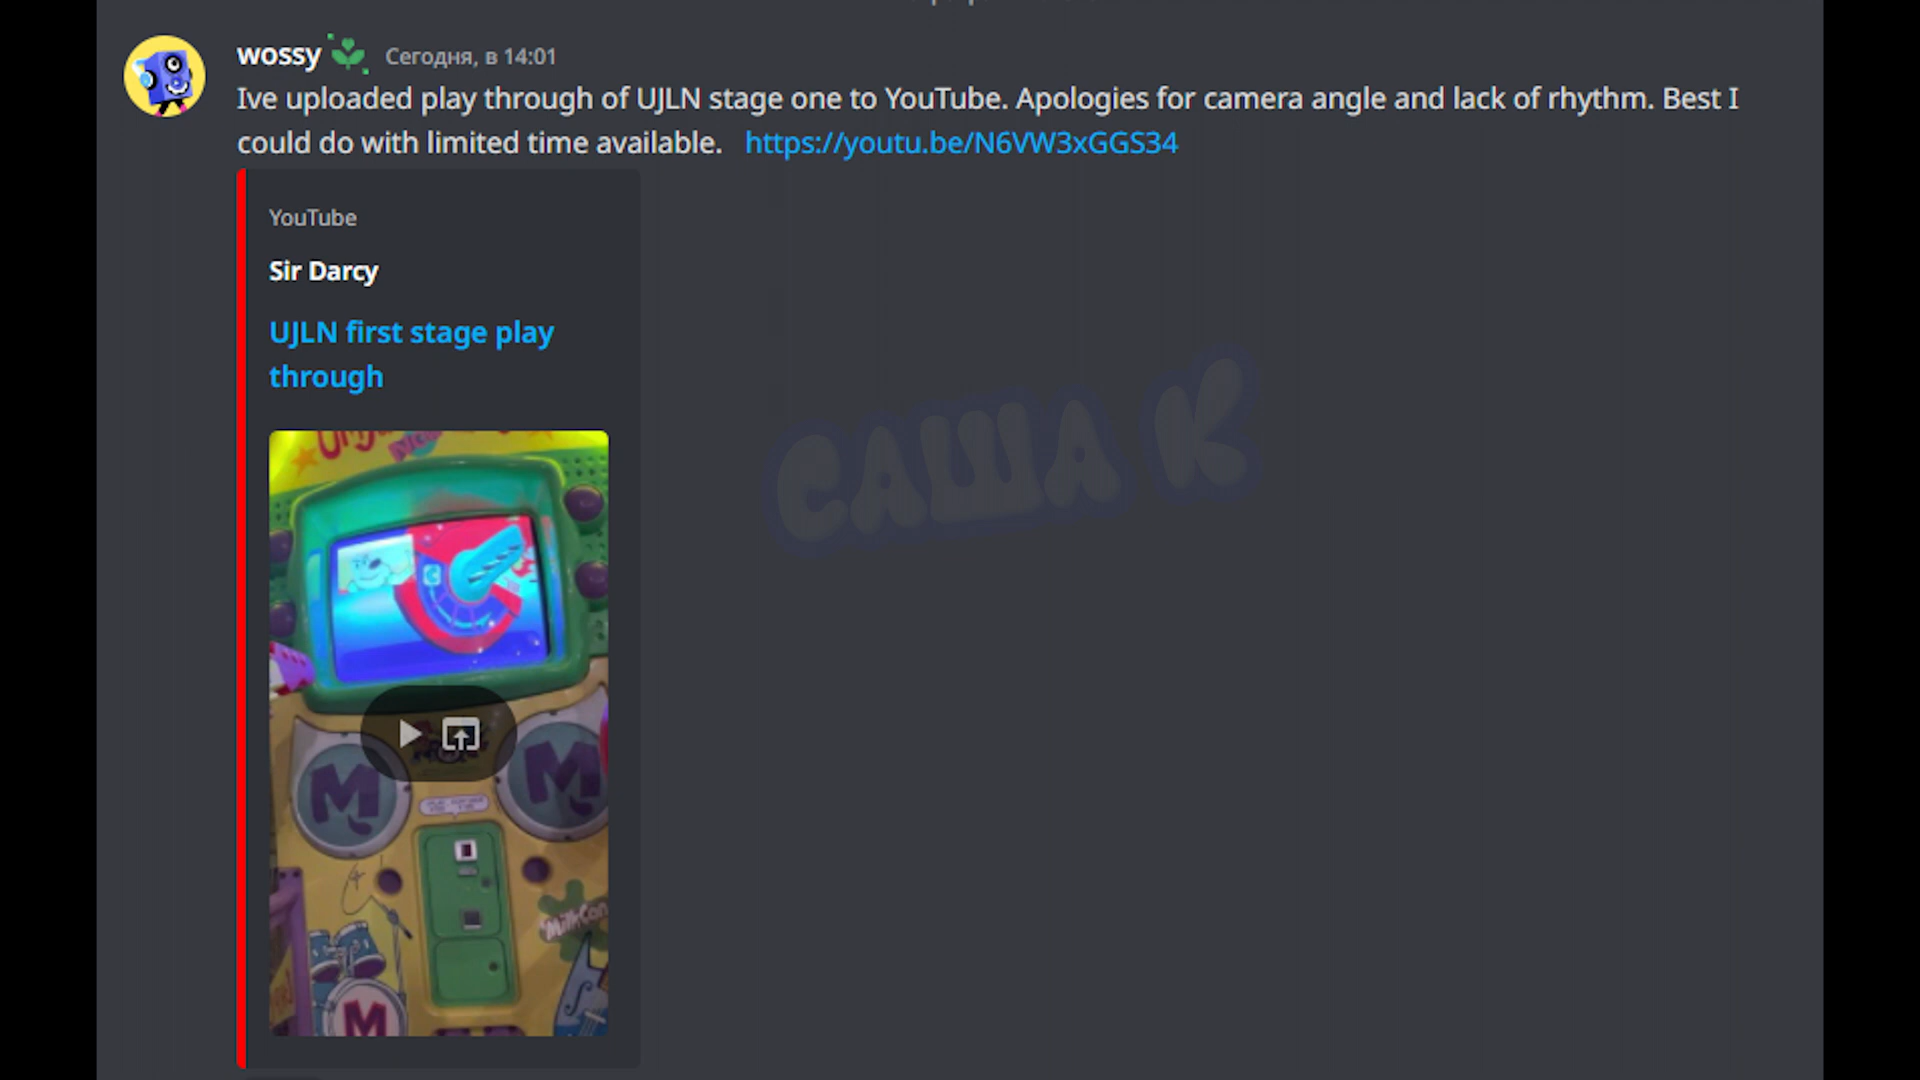 wossy Сегодня, в 14:01
Ive uploaded play through of UJLN stage one to YouTube. Apologies for camera angle and lack of rhythm. Best I
could do with limited time available. https://youtu.be/N6VW3xGGS34
YouTube
Sir Darcy
UJLN first stage play
through
САША К
M M
MilkCan
M